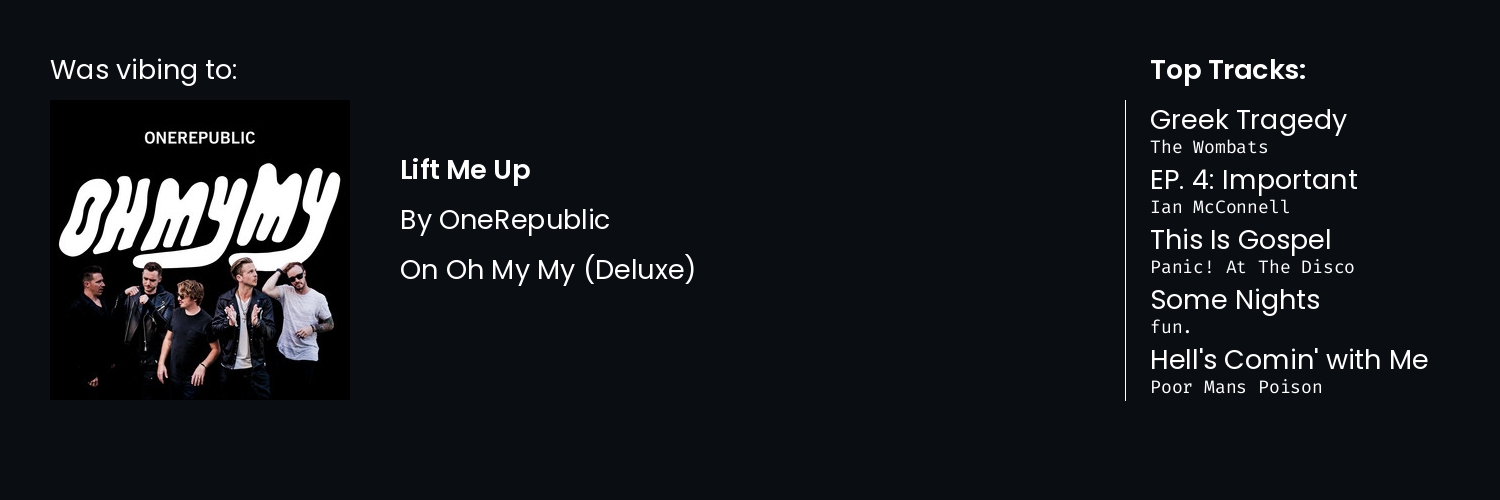 Was vibing to:
ONEREPUBLIC
OH MY MY
Lift Me Up
By OneRepublic
On Oh My My (Deluxe)
Top Tracks:
Greek Tragedy
The Wombats
EP. 4: Important
Ian McConnell
This Is Gospel
Panic! At The Disco
Some Nights
fun.
Hell's Comin' with Me
Poor Mans Poison